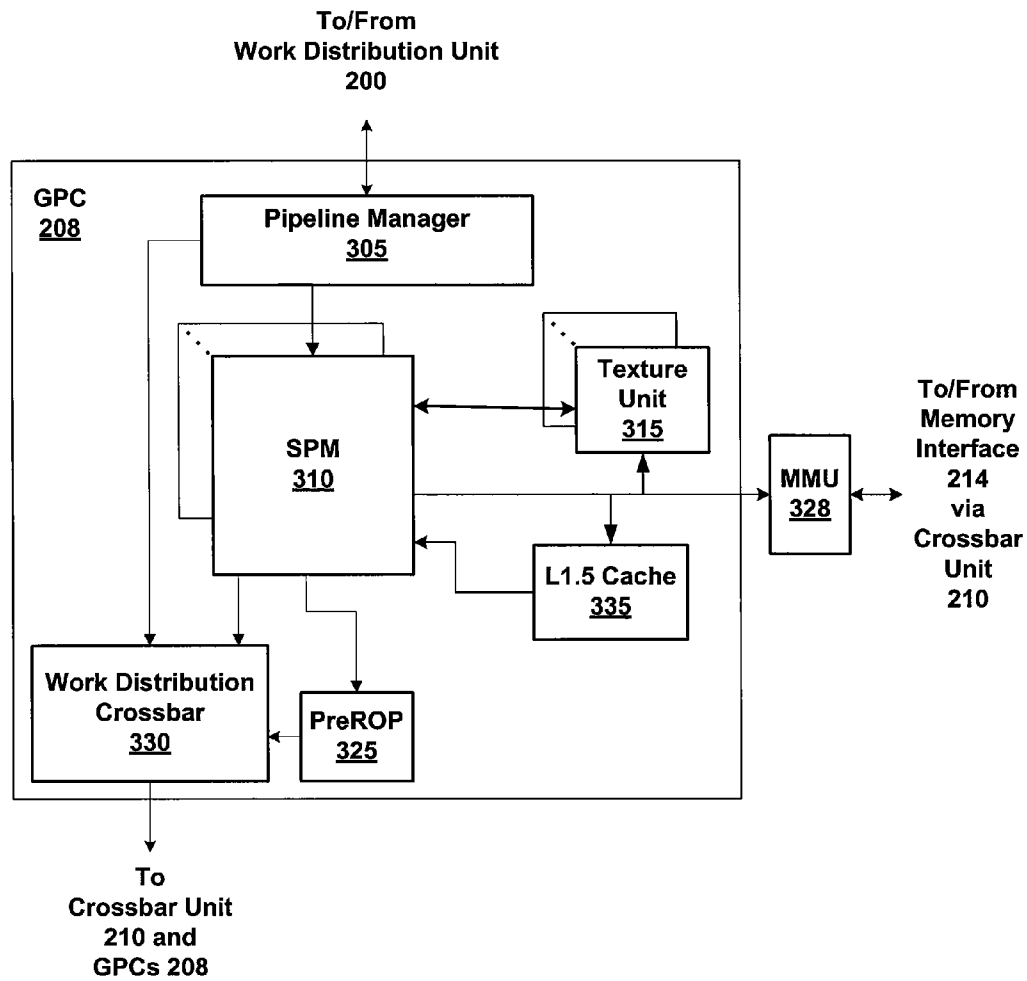 To/From
Work Distribution Unit
200
GPC
208
Pipeline Manager
305
Texture
Unit
315
SPM
310
To/From
Memory
Interface
214
via
Crossbar
Unit
210
MMU
328
L1.5 Cache
335
Work Distribution
Crossbar
330
PreROP
325
To
Crossbar Unit
210 and
GPCs 208